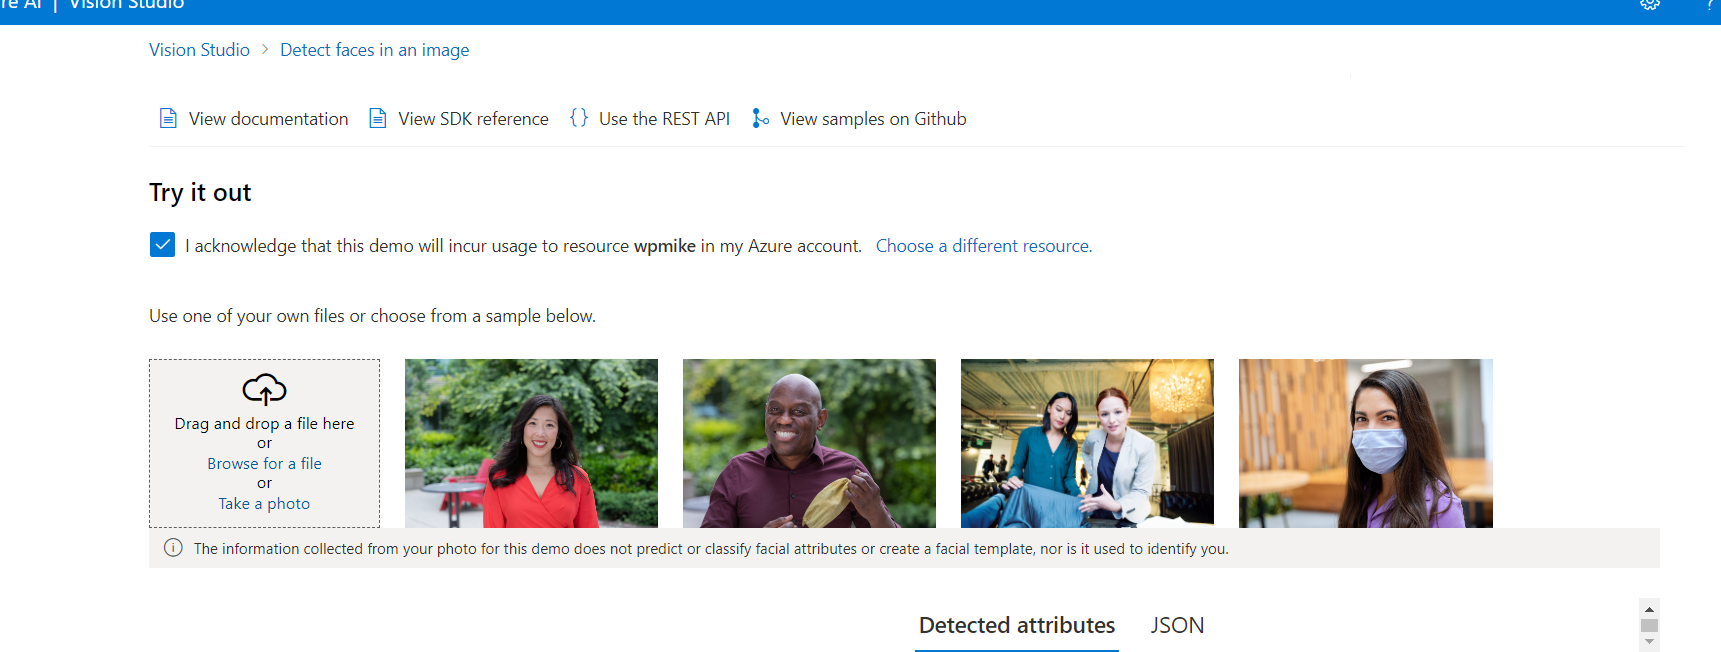 re AI | Vision Studio
Vision Studio > Detect faces in an image
View documentation View SDK reference {} Use the REST API View samples on Github
Try it out
I acknowledge that this demo will incur usage to resource wpmike in my Azure account. Choose a different resource.
Use one of your own files or choose from a sample below.
Drag and drop a file here
or
Browse for a file
or
Take a photo
The information collected from your photo for this demo does not predict or classify facial attributes or create a facial template, nor is it used to identify you.
Detected attributes JSON